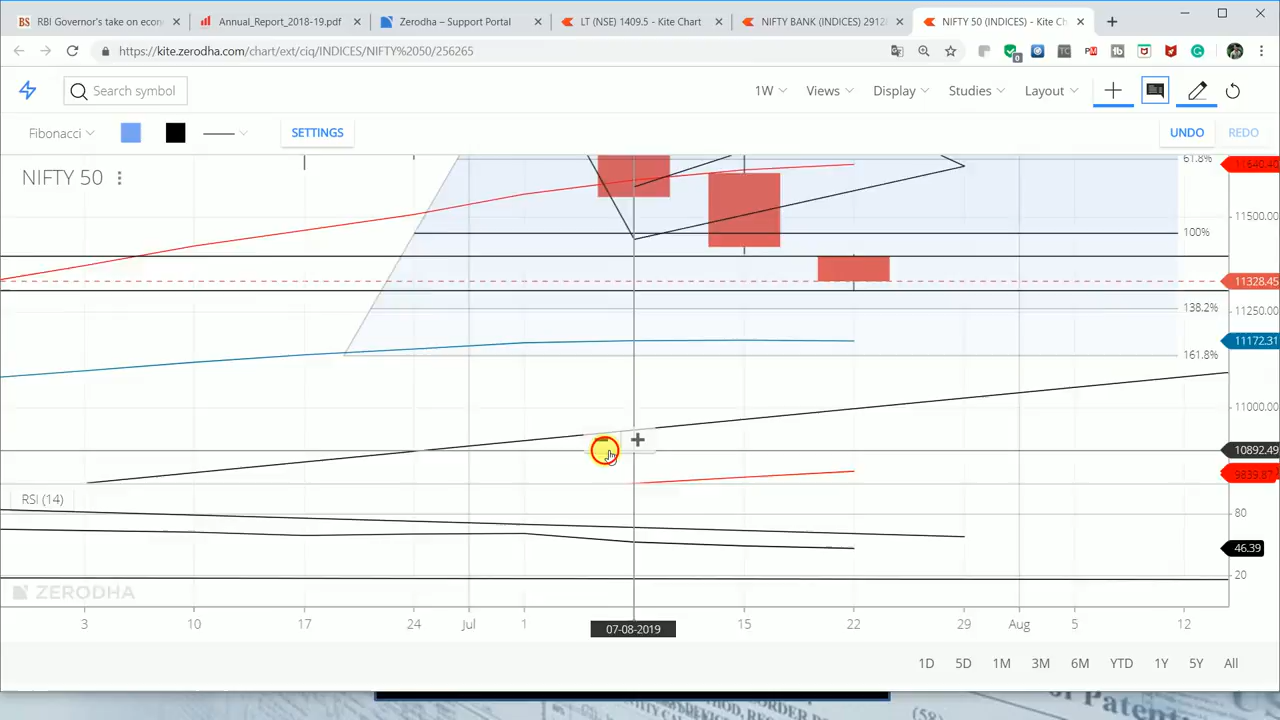 RBI Governor's take on econ
Annual_Report_2018-19.pdf
Zerodha – Support Portal
LT (NSE) 1409.5 - Kite Chart
NIFTY BANK (INDICES) 2912
NIFTY 50 (INDICES) - Kite Ch
https://kite.zerodha.com/chart/ext/ciq/INDICES/NIFTY%2050/256265
Search symbol
1W
Views
Display
Studies
Layout
Fibonacci
SETTINGS
UNDO
REDO
NIFTY 50
61.8%
11640.40
11500.00
100%
11328.45
138.2%
11250.00
11172.31
161.8%
11000.00
10892.49
9839.87
RSI (14)
80
46.39
20
ZERODHA
3 10 17 24 Jul 1 07-08-2019 15 22 29 Aug 5 12
1D 5D 1M 3M 6M YTD 1Y 5Y All
of Patent
(58)